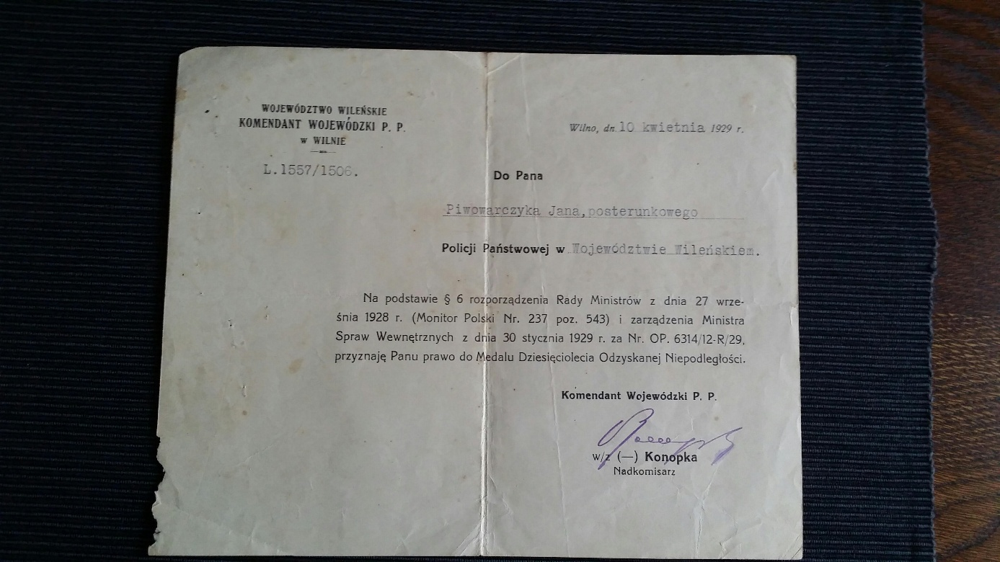 WOJEWÓDZTWO WILEŃSKIE
KOMENDANT WOJEWÓDZKI P. P.
w WILNIE
L.1557/1506.
Wilno, dn. 10 kwietnia 1929 r.
Do Pana
Piwowarczyka Jana, posterunkowego
Policji Państwowej w Województwie Wileńskiem.
Na podstawie § 6 rozporządzenia Rady Ministrów z dnia 27 wrze-
śnia 1928 r. (Monitor Polski Nr. 237 poz. 543) i zarządzenia Ministra
Spraw Wewnętrznych z dnia 30 stycznia 1929 r. za Nr. OP. 6314/12-R/29,
przyznaję Panu prawo do Medalu Dziesięciolecia Odzyskanej Niepodległości.
Komendant Wojewódzki P. P.
w/z (—) Konopka
Nadkomisarz